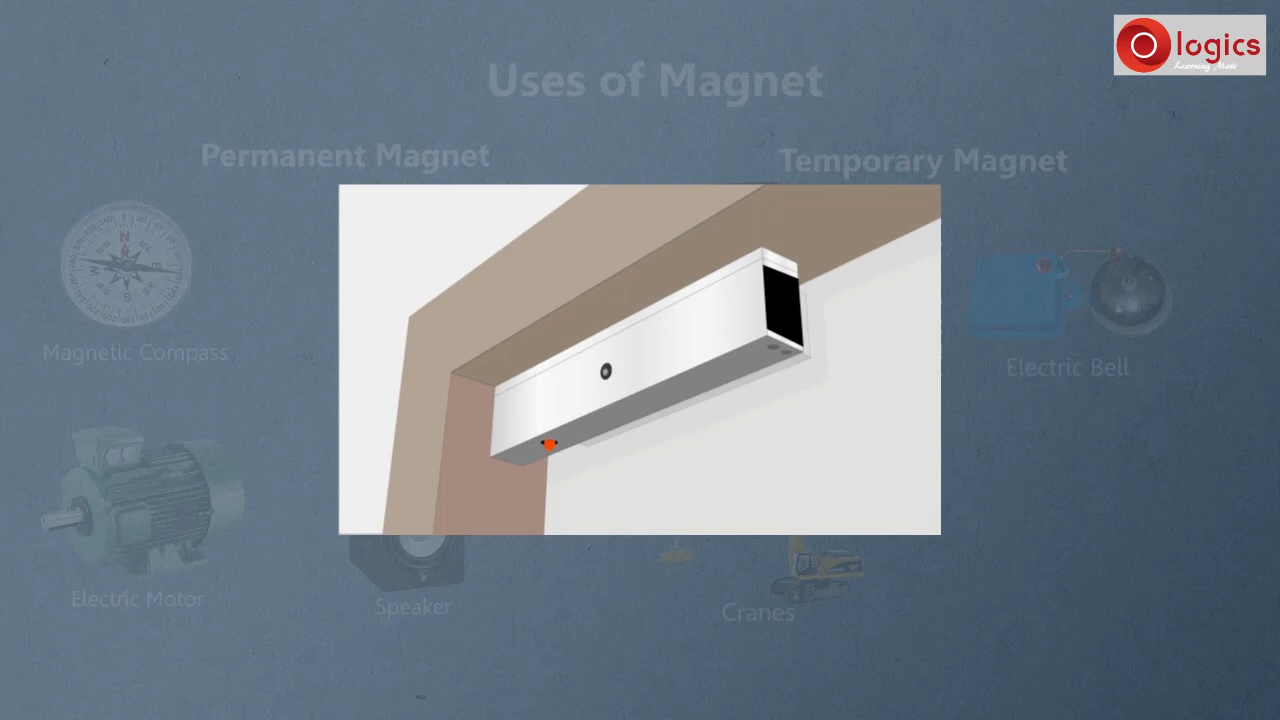 logics
Learning Mate
Uses of Magnet
Permanent Magnet
Temporary Magnet
N
W
E
S
Magnetic Compass
Electric Bell
Electric Motor
Speaker
Cranes